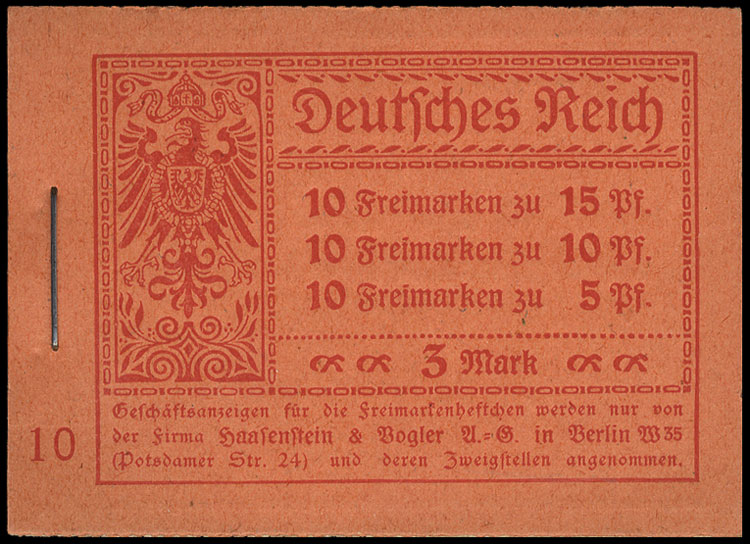 Deutſches Reich
10 Freimarken zu 15 Pf.
10 Freimarken zu 10 Pf.
10 Freimarken zu 5 Pf.
3 Mark
Geſchäftsanzeigen für die Freimarkenheftchen werden nur von
der Firma Haaſenſtein & Vogler A.=G. in Berlin W 35
(Potsdamer Str. 24) und deren Zweigſtellen angenommen.
10